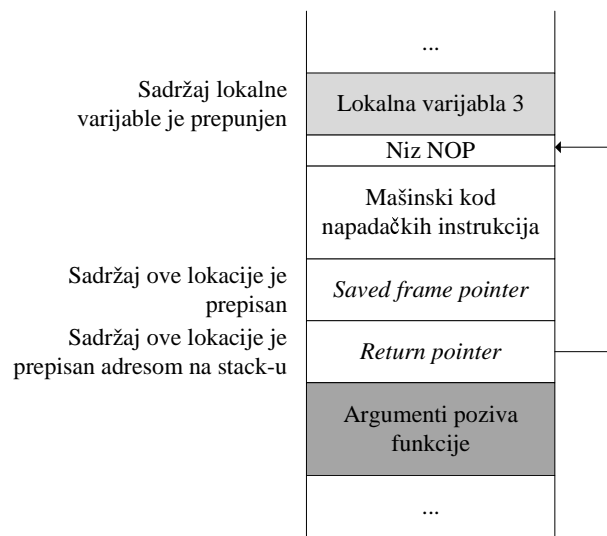 ...
Sadržaj lokalne
varijable je prepunjen
Lokalna varijabla 3
Niz NOP
Mašinski kod
napadačkih instrukcija
Sadržaj ove lokacije je
prepisan
Saved frame pointer
Sadržaj ove lokacije je
prepisan adresom na stack-u
Return pointer
Argumenti poziva
funkcije
...